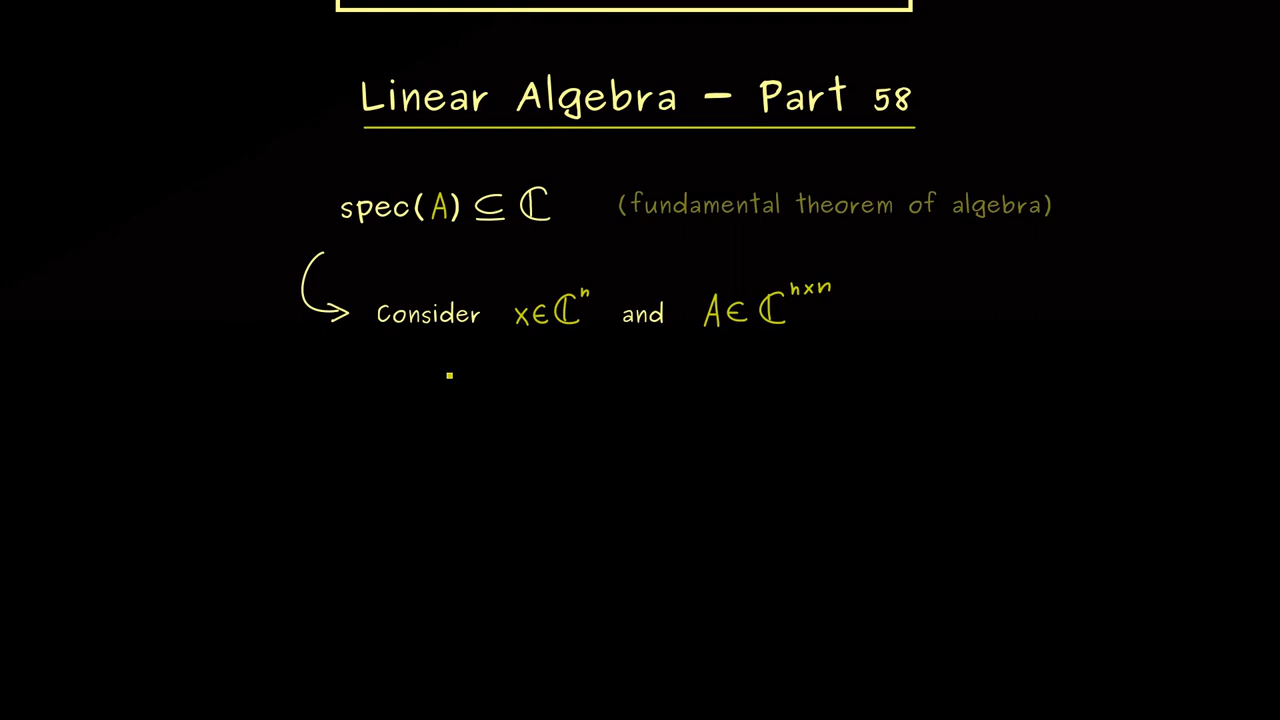 Linear Algebra – Part 58
spec(A) ⊆ ℂ (fundamental theorem of algebra)
Consider x∈ℂⁿ and A∈ℂⁿˣⁿ